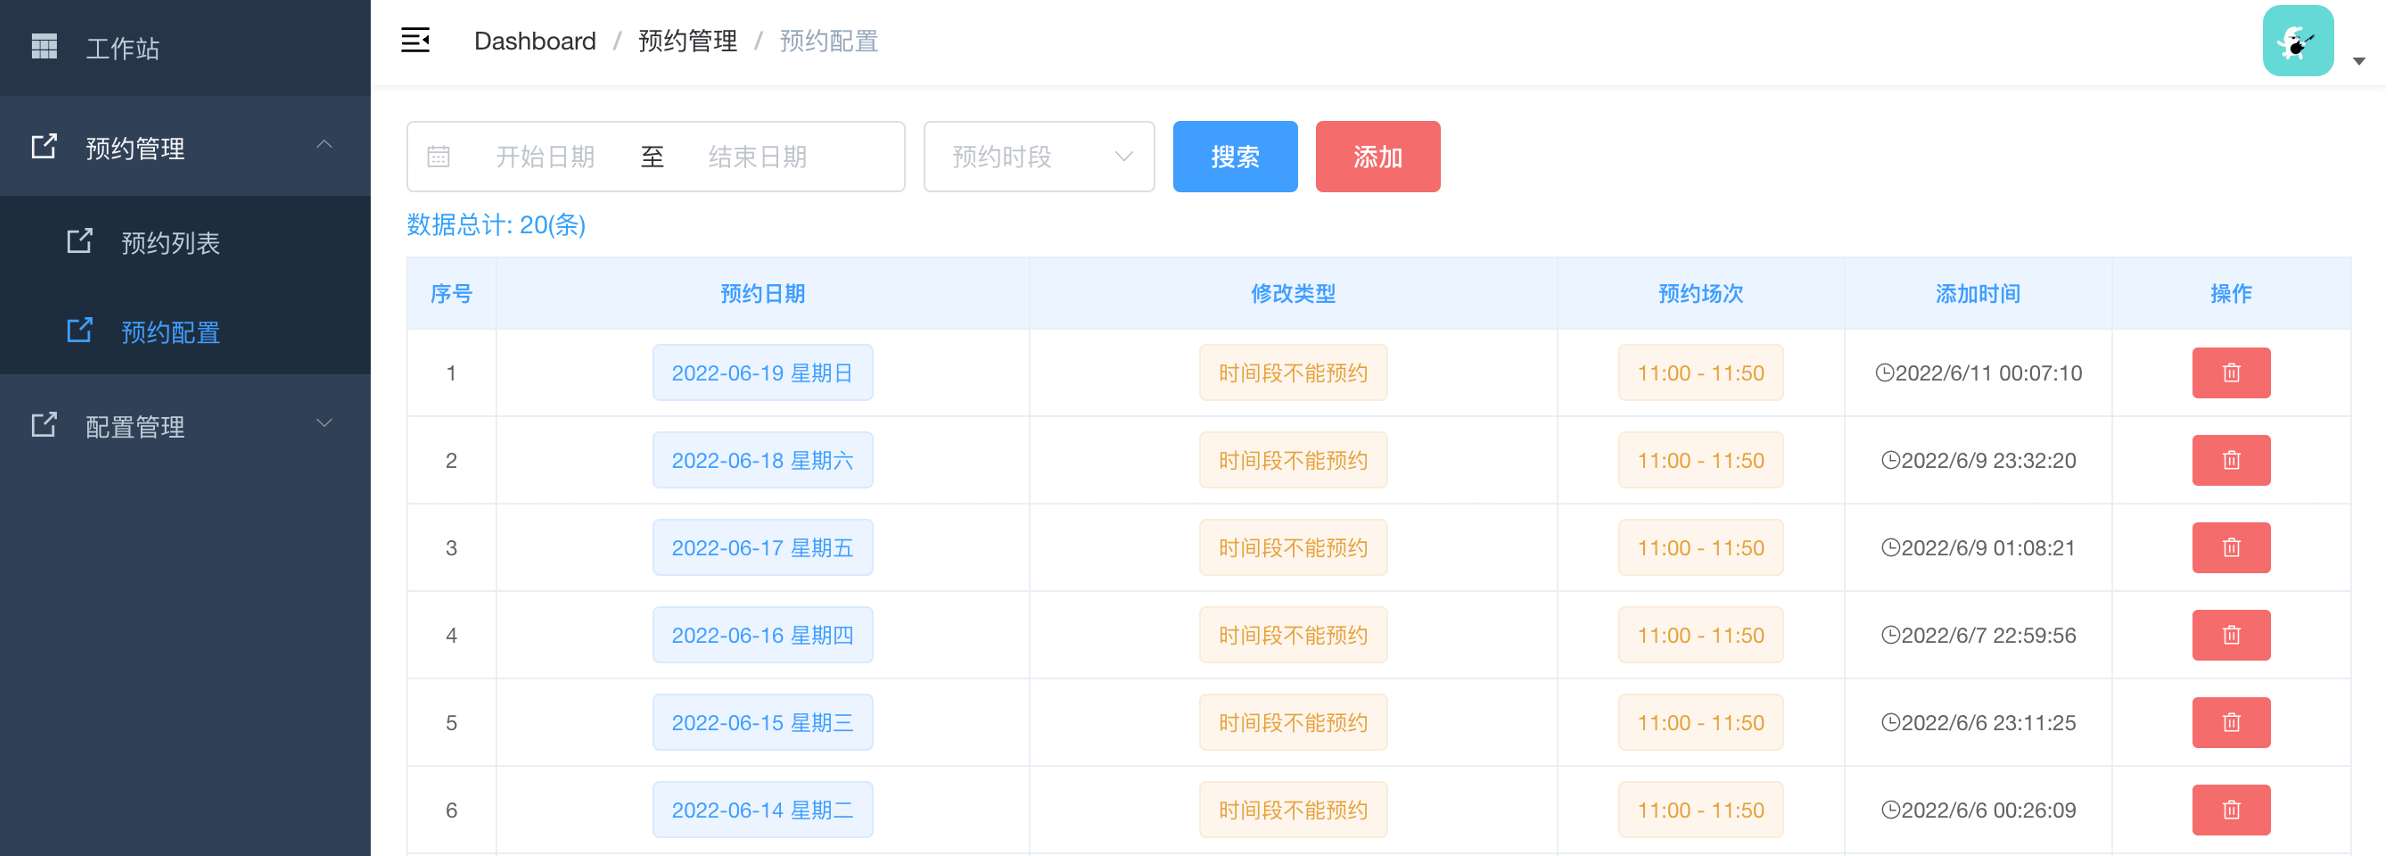 工作站
预约管理
预约列表
预约配置
配置管理
Dashboard / 预约管理 / 预约配置
开始日期 至 结束日期 预约时段 搜索 添加
数据总计: 20(条)
序号 预约日期 修改类型 预约场次 添加时间 操作
1 2022-06-19 星期日 时间段不能预约 11:00 - 11:50 2022/6/11 00:07:10
2 2022-06-18 星期六 时间段不能预约 11:00 - 11:50 2022/6/9 23:32:20
3 2022-06-17 星期五 时间段不能预约 11:00 - 11:50 2022/6/9 01:08:21
4 2022-06-16 星期四 时间段不能预约 11:00 - 11:50 2022/6/7 22:59:56
5 2022-06-15 星期三 时间段不能预约 11:00 - 11:50 2022/6/6 23:11:25
6 2022-06-14 星期二 时间段不能预约 11:00 - 11:50 2022/6/6 00:26:09